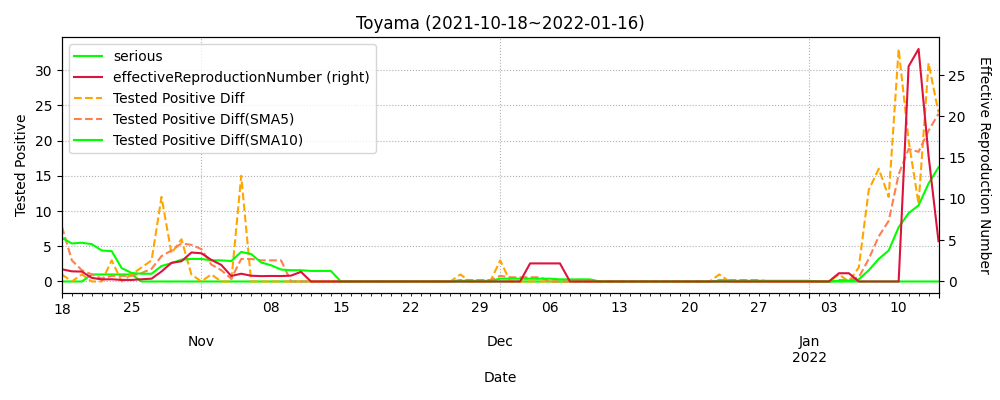 Toyama (2021-10-18~2022-01-16)
serious
effectiveReproductionNumber (right)
Tested Positive Diff
Tested Positive Diff(SMA5)
Tested Positive Diff(SMA10)
Tested Positive
30
25
20
15
10
5
0
Effective Reproduction Number
25
20
15
10
5
0
18 25 08 15 22 29 06 13 20 27 03 10
Nov Dec Jan
2022
Date